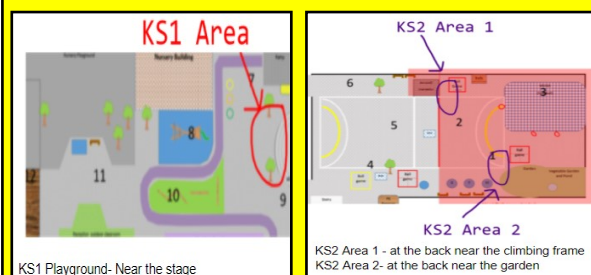 KS1 Area
Nursery Building
7
8
9
10
11
12
KS1 Playground- Near the stage
KS2 Area 1
6
5
4
2
3
1
KS2 Area 2
KS2 Area 1 - at the back near the climbing frame
KS2 Area 2- at the back near the garden